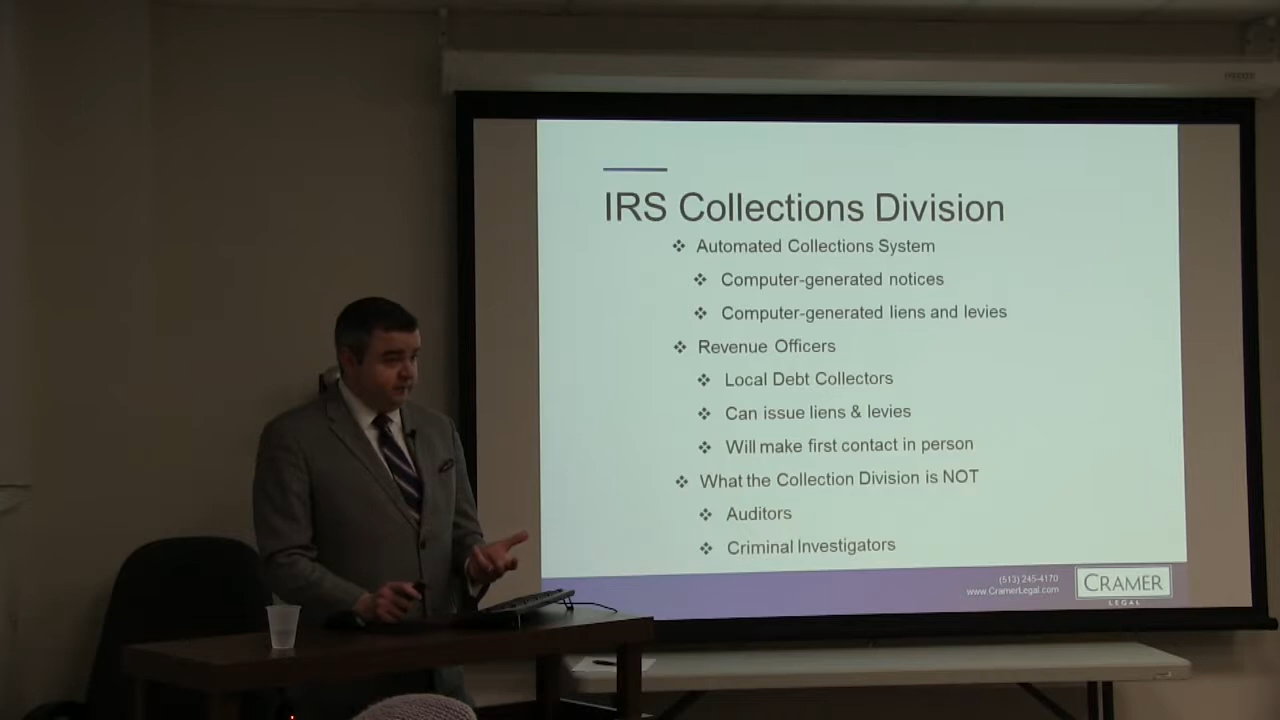 IRS Collections Division
❖ Automated Collections System
❖ Computer-generated notices
❖ Computer-generated liens and levies
❖ Revenue Officers
❖ Local Debt Collectors
❖ Can issue liens & levies
❖ Will make first contact in person
❖ What the Collection Division is NOT
❖ Auditors
❖ Criminal Investigators
(513) 245-4170
www.CramerLegal.com
CRAMER
LEGAL